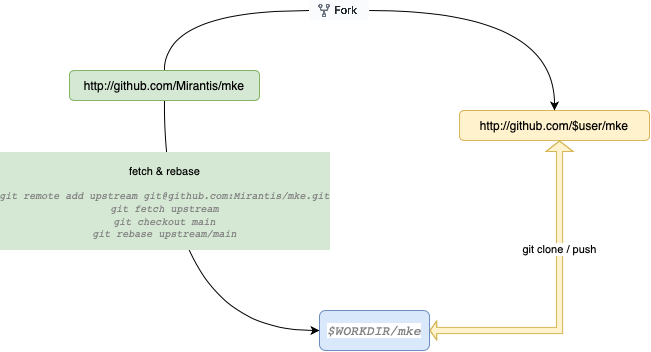 Fork
http://github.com/Mirantis/mke
http://github.com/$user/mke
fetch & rebase
git remote add upstream git@github.com:Mirantis/mke.git
git fetch upstream
git checkout main
git rebase upstream/main
git clone / push
$WORKDIR/mke